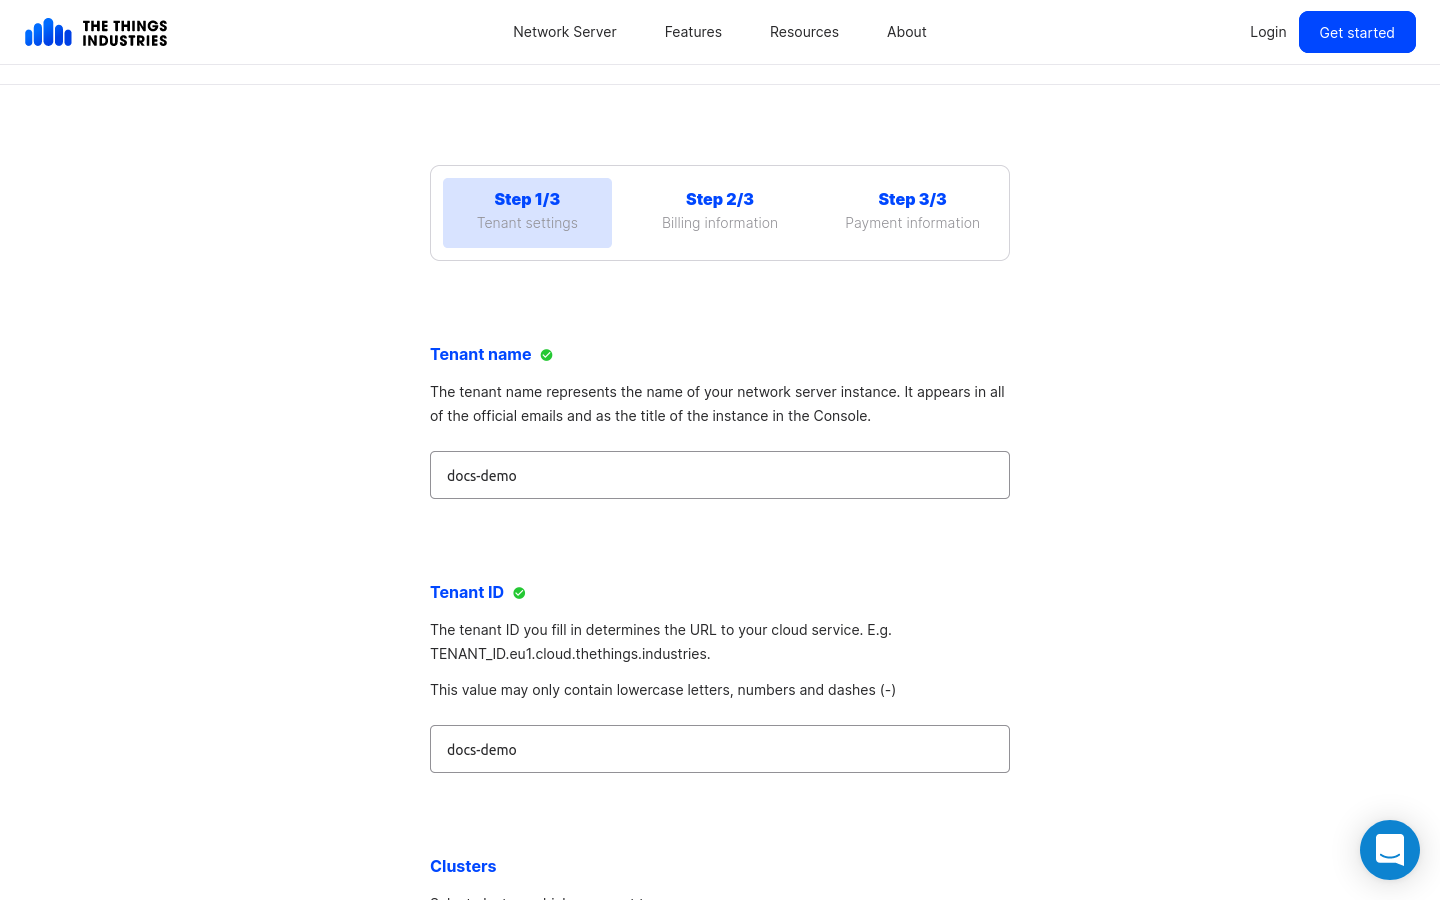 THE THINGS
INDUSTRIES
Network Server
Features
Resources
About
Login
Get started
Step 1/3
Tenant settings
Step 2/3
Billing information
Step 3/3
Payment information
Tenant name
The tenant name represents the name of your network server instance. It appears in all
of the official emails and as the title of the instance in the Console.
docs-demo
Tenant ID
The tenant ID you fill in determines the URL to your cloud service. E.g.
TENANT_ID.eu1.cloud.thethings.industries.
This value may only contain lowercase letters, numbers and dashes (-)
docs-demo
Clusters